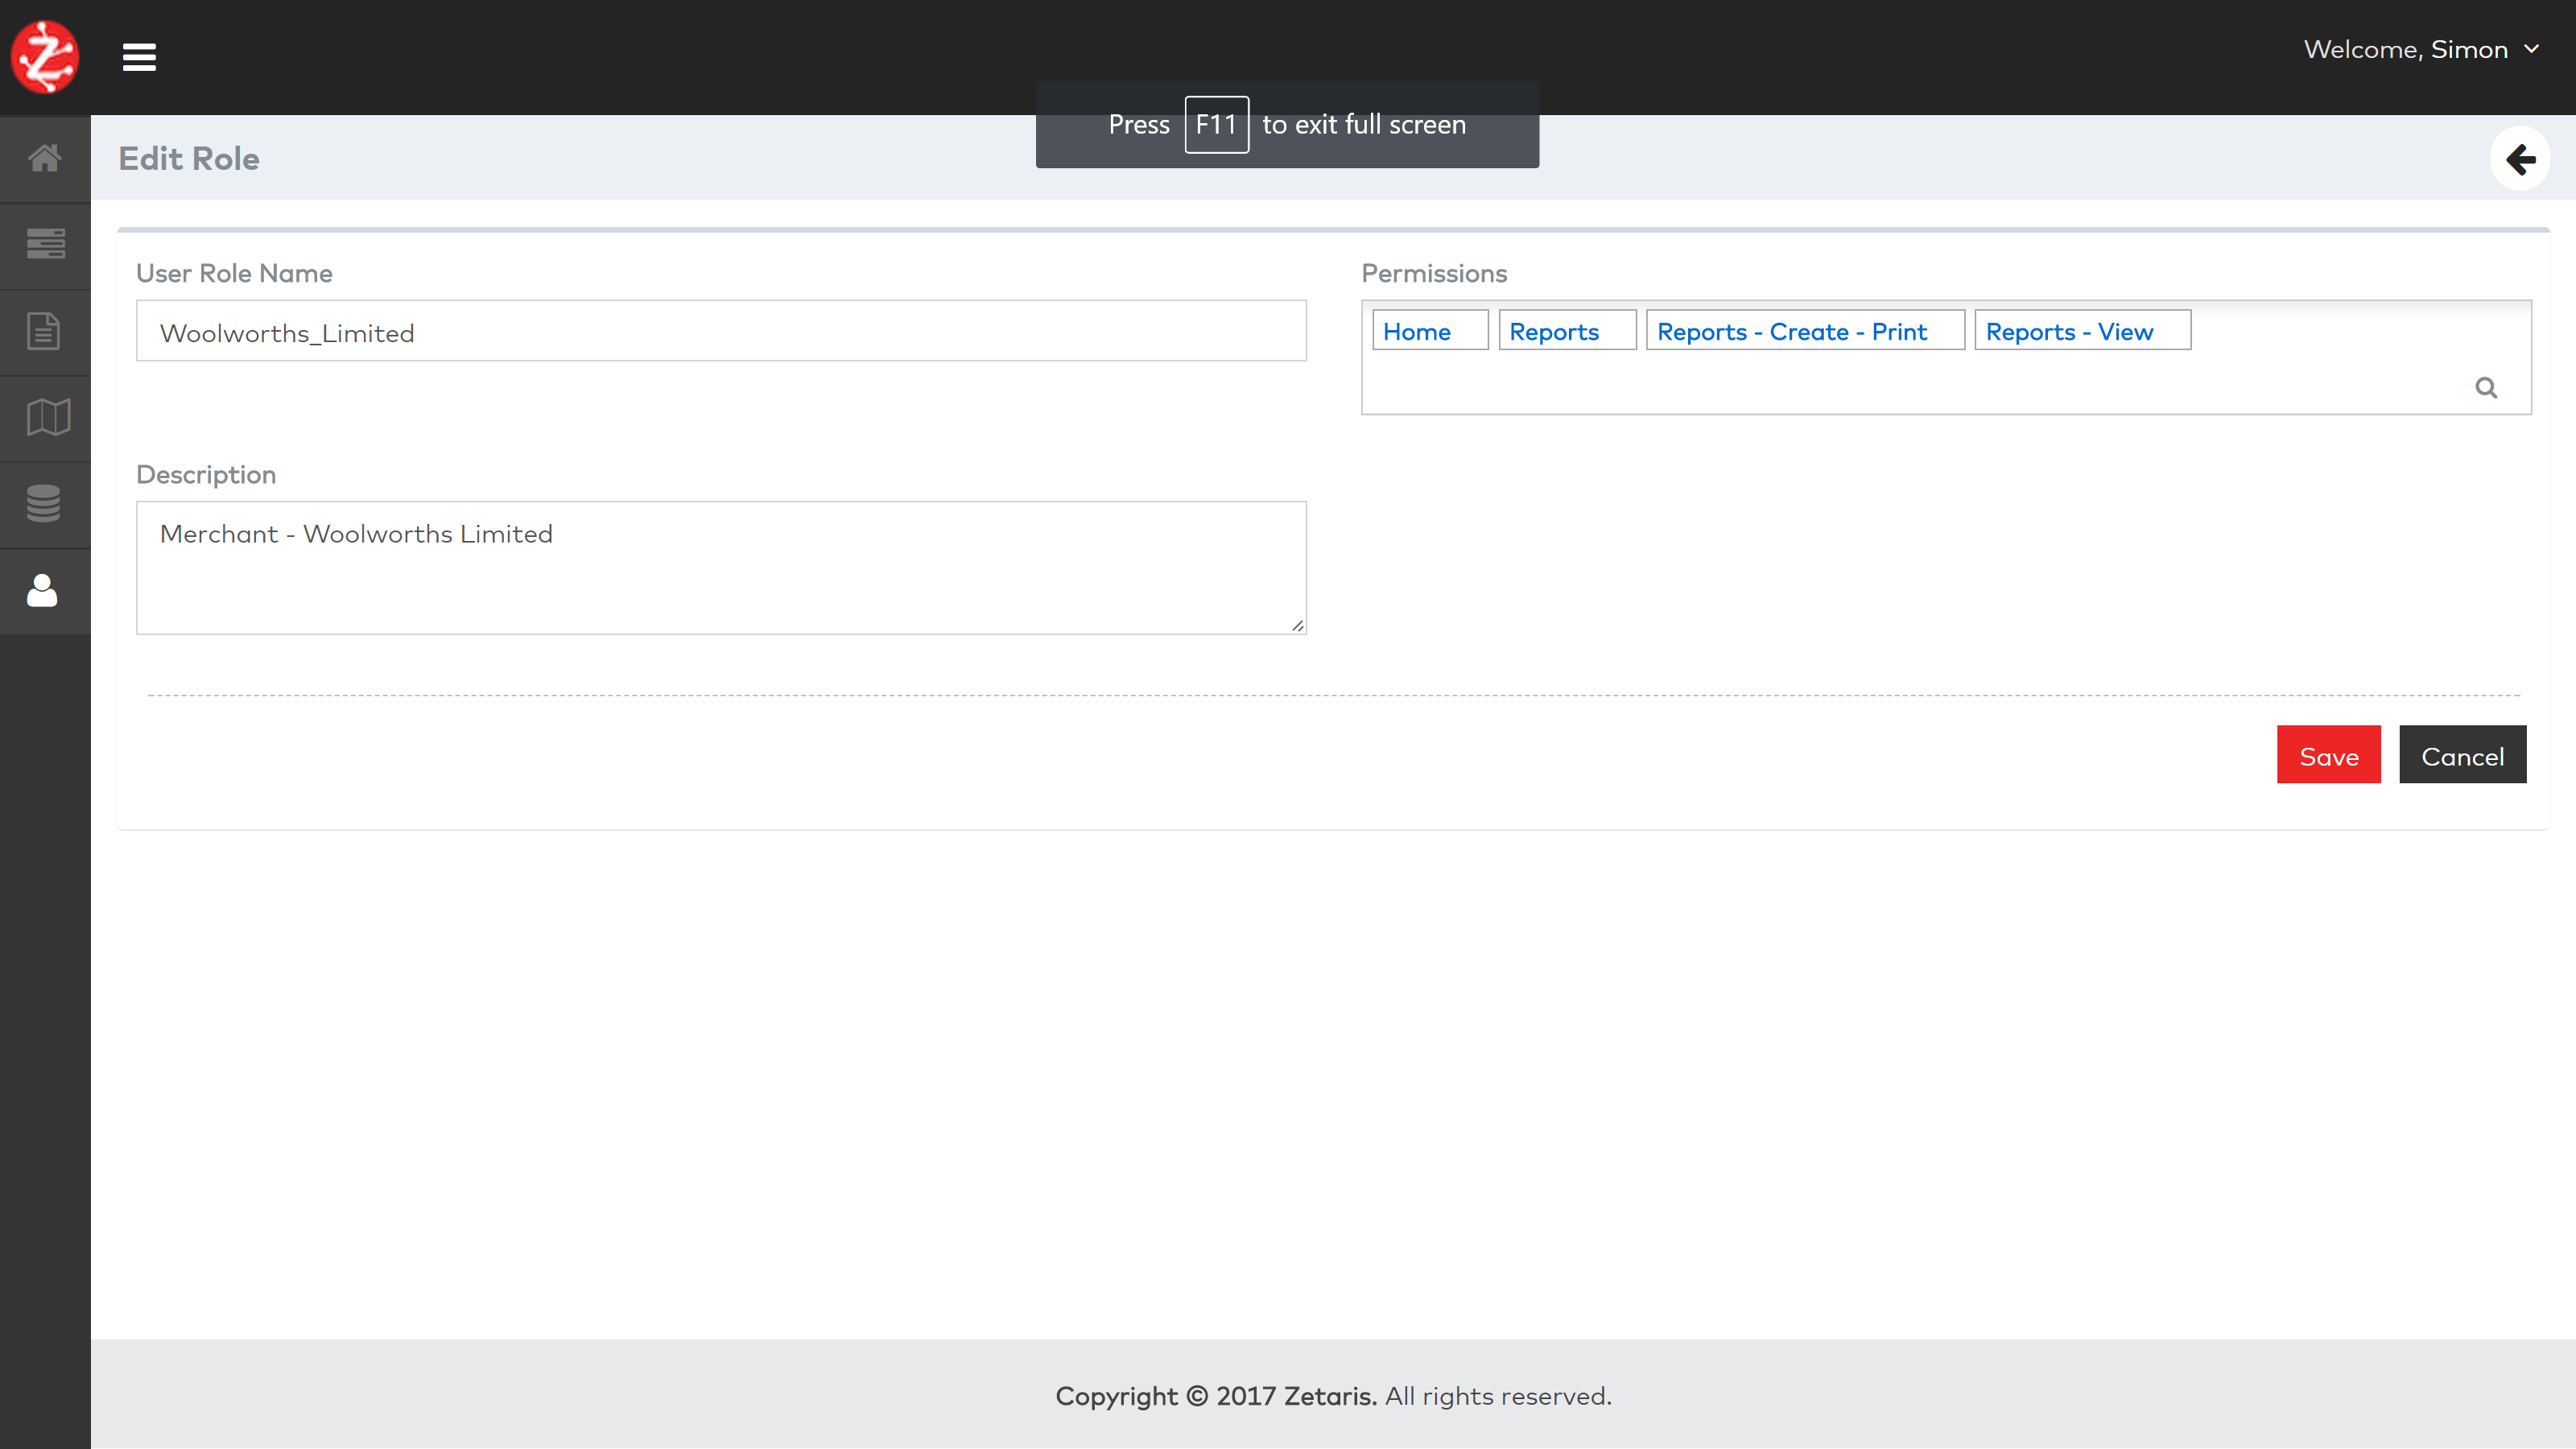 Welcome, Simon
Press F11 to exit full screen
Edit Role
User Role Name
Woolworths_Limited
Permissions
Home Reports Reports - Create - Print Reports - View
Description
Merchant - Woolworths Limited
Save Cancel
Copyright © 2017 Zetaris. All rights reserved.